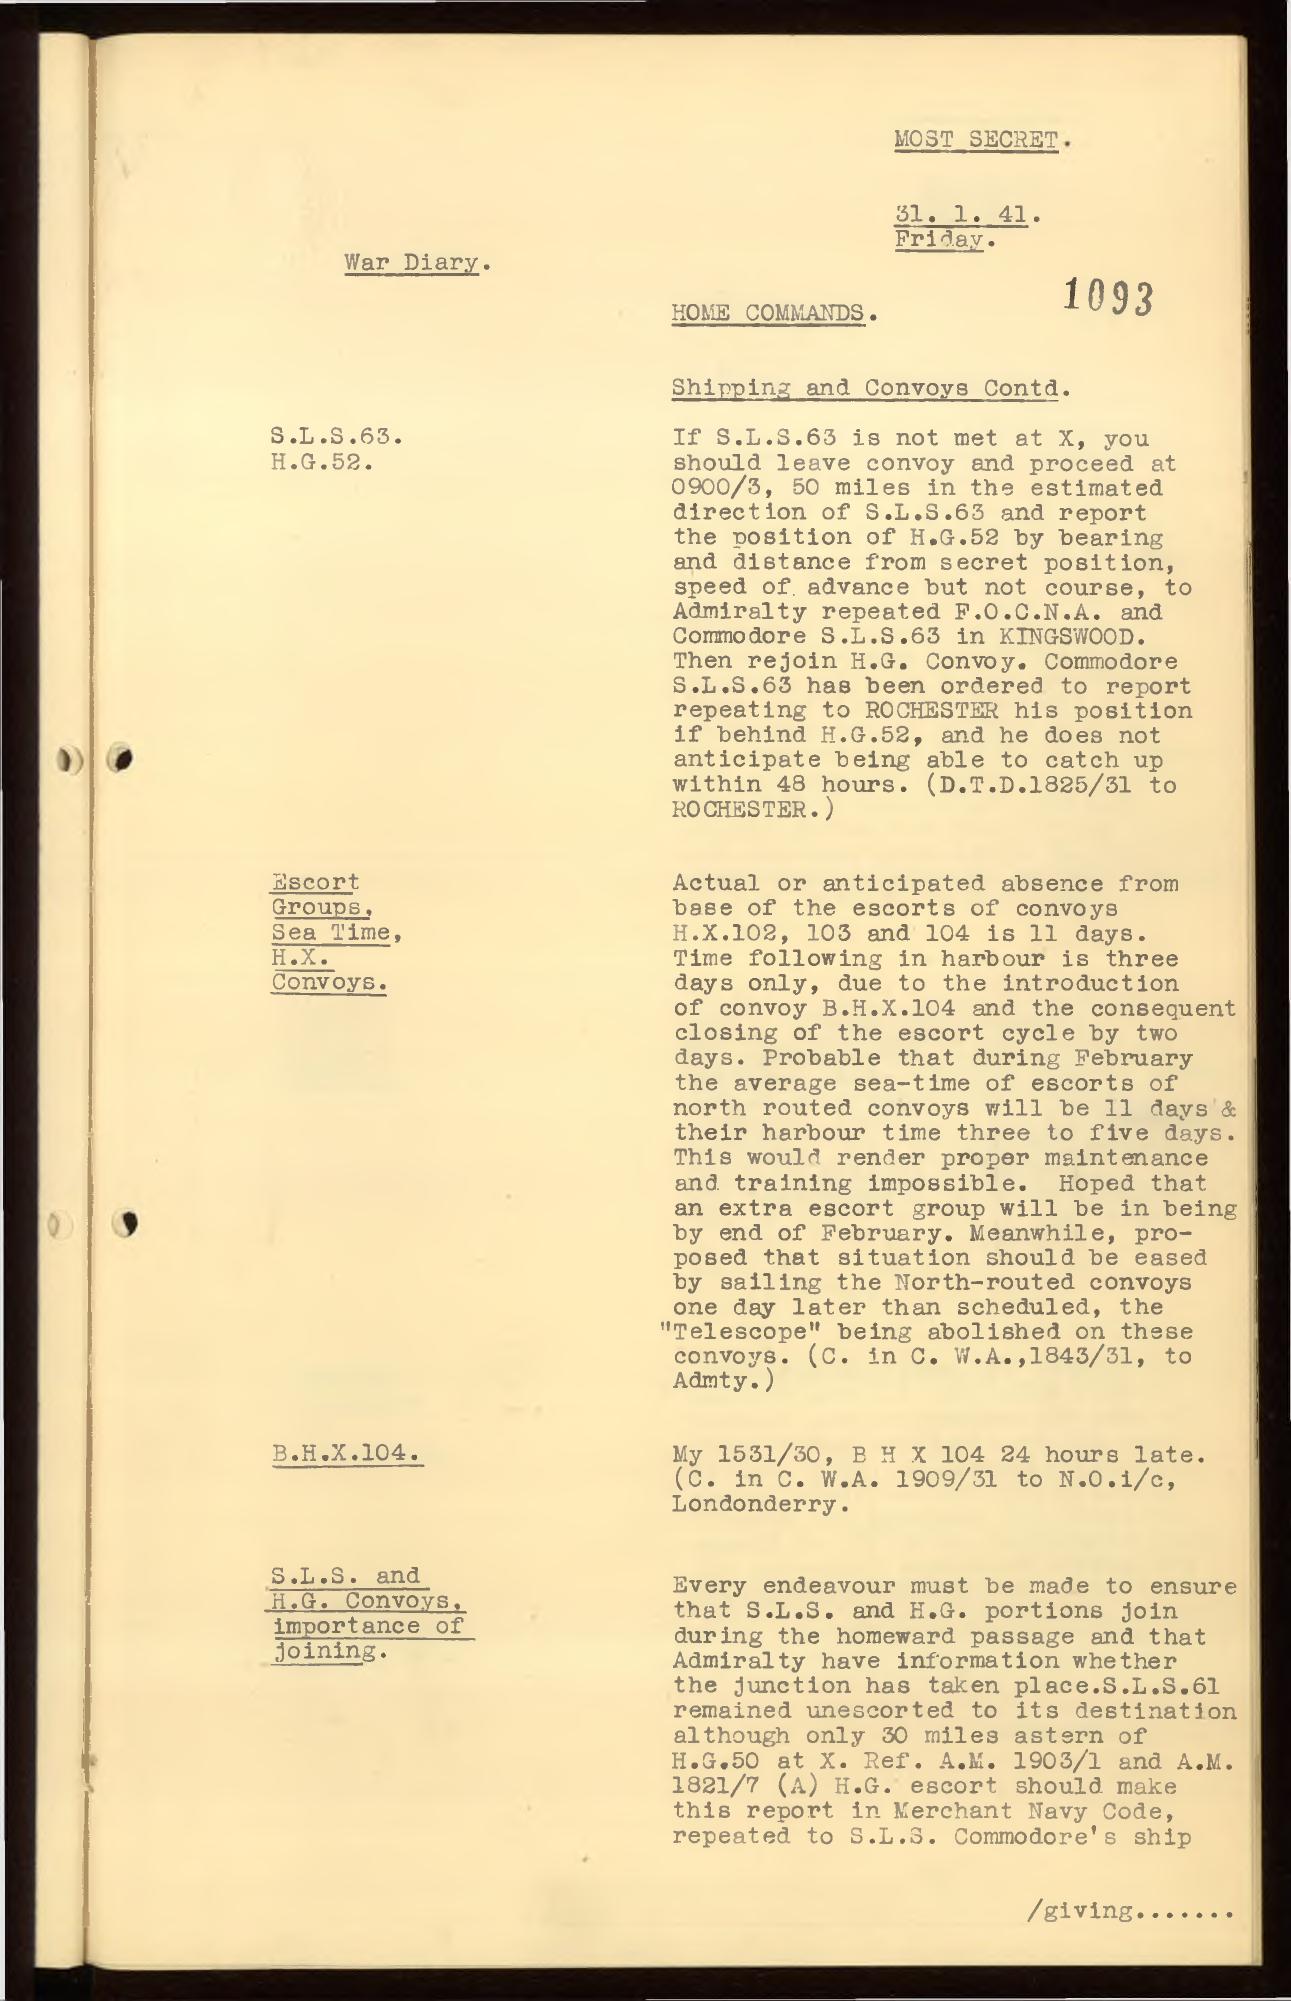 MOST SECRET.
31. 1. 41.
Friday.
War Diary.
1093
HOME COMMANDS.
Shipping and Convoys Contd.
S.L.S.63.
H.G.52.
If S.L.S.63 is not met at X, you
should leave convoy and proceed at
0900/3, 50 miles in the estimated
direction of S.L.S.63 and report
the position of H.G.52 by bearing
and distance from secret position,
speed of advance but not course, to
Admiralty repeated F.O.C.N.A. and
Commodore S.L.S.63 in KINGSWOOD.
Then rejoin H.G. Convoy. Commodore
S.L.S.63 has been ordered to report
repeating to ROCHESTER his position
if behind H.G.52, and he does not
anticipate being able to catch up
within 48 hours. (D.T.D.1825/31 to
ROCHESTER.)
Escort
Groups,
Sea Time,
H.X.
Convoys.
Actual or anticipated absence from
base of the escorts of convoys
H.X.102, 103 and 104 is 11 days.
Time following in harbour is three
days only, due to the introduction
of convoy B.H.X.104 and the consequent
closing of the escort cycle by two
days. Probable that during February
the average sea-time of escorts of
north routed convoys will be 11 days &
their harbour time three to five days.
This would render proper maintenance
and training impossible. Hoped that
an extra escort group will be in being
by end of February. Meanwhile, pro-
posed that situation should be eased
by sailing the North-routed convoys
one day later than scheduled, the
"Telescope" being abolished on these
convoys. (C. in C. W.A.,1843/31, to
Admty.)
B.H.X.104.
My 1531/30, B H X 104 24 hours late.
(C. in C. W.A. 1909/31 to N.O.i/c,
Londonderry.
S.L.S. and
H.G. Convoys,
importance of
joining.
Every endeavour must be made to ensure
that S.L.S. and H.G. portions join
during the homeward passage and that
Admiralty have information whether
the junction has taken place.S.L.S.61
remained unescorted to its destination
although only 30 miles astern of
H.G.50 at X. Ref. A.M. 1903/1 and A.M.
1821/7 (A) H.G. escort should make
this report in Merchant Navy Code,
repeated to S.L.S. Commodore's ship
/giving.......